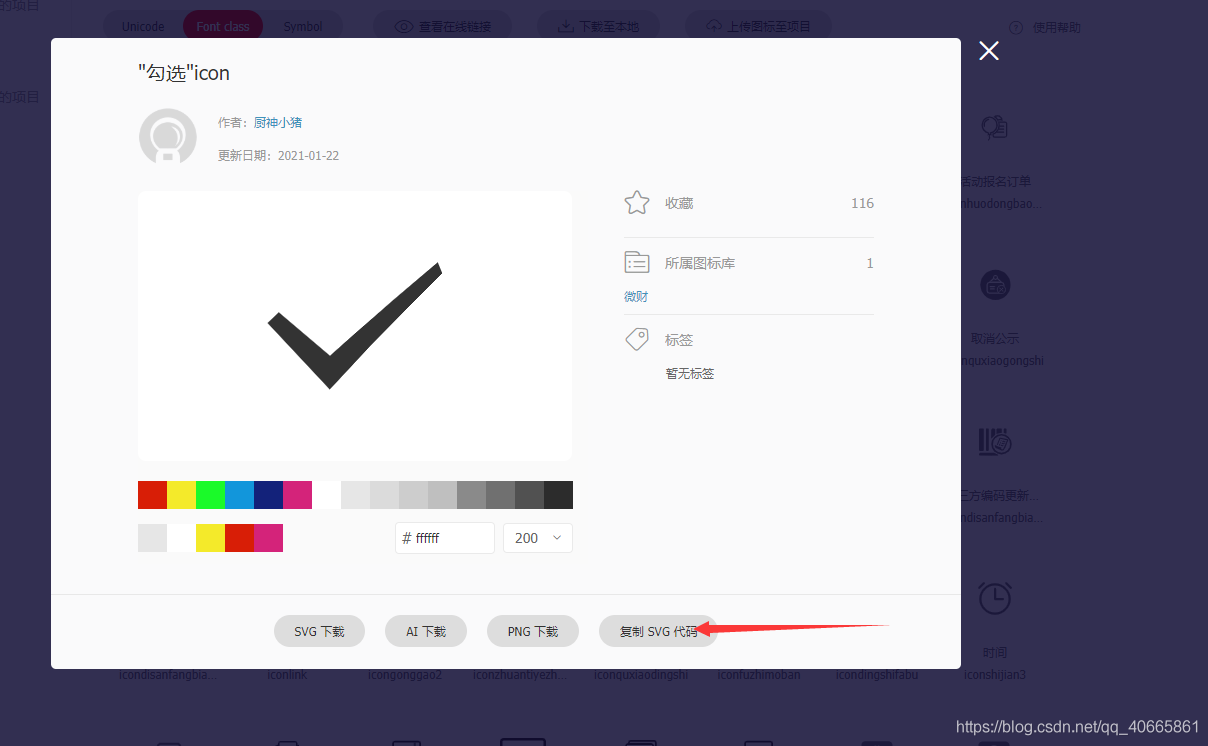 的项目
Unicode Font class Symbol 查看在线链接 下载至本地 上传图标至项目 使用帮助
"勾选"icon
的项目
作者：厨神小猪
更新日期：2021-01-22
收藏 116
活动报名订单
nhuodongbao...
所属图标库 1
微财
标签
取消公示
nquxiaogongshi
暂无标签
三方编码更新...
ndisanfangbia...
# ffffff 200
SVG 下载 AI 下载 PNG 下载 复制 SVG 代码
时间
icondisanfangbia... iconlink icongonggao2 iconzhuantiyezh... iconquxiaodingshi iconfuzhimoban icondingshifabu iconshijian3
https://blog.csdn.net/qq_40665861